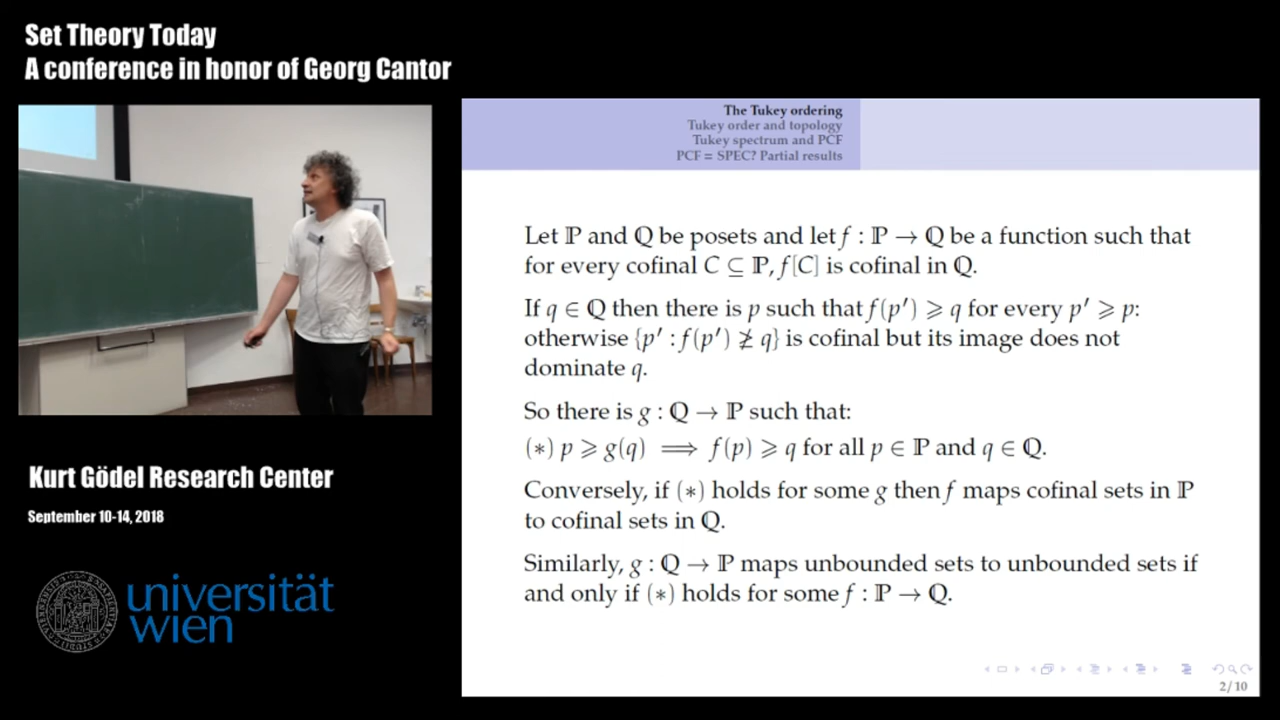 Set Theory Today
A conference in honor of Georg Cantor
The Tukey ordering
Tukey order and topology
Tukey spectrum and PCF
PCF = SPEC? Partial results
Let ℙ and ℚ be posets and let f : ℙ → ℚ be a function such that
for every cofinal C ⊆ ℙ, f[C] is cofinal in ℚ.
If q ∈ ℚ then there is p such that f(p′) ⩾ q for every p′ ⩾ p:
otherwise {p′ : f(p′) ≱ q} is cofinal but its image does not
dominate q.
So there is g : ℚ → ℙ such that:
(∗) p ⩾ g(q) ⟹ f(p) ⩾ q for all p ∈ ℙ and q ∈ ℚ.
Conversely, if (∗) holds for some g then f maps cofinal sets in ℙ
to cofinal sets in ℚ.
Similarly, g : ℚ → ℙ maps unbounded sets to unbounded sets if
and only if (∗) holds for some f : ℙ → ℚ.
2/10
Kurt Gödel Research Center
September 10-14, 2018
universität
wien